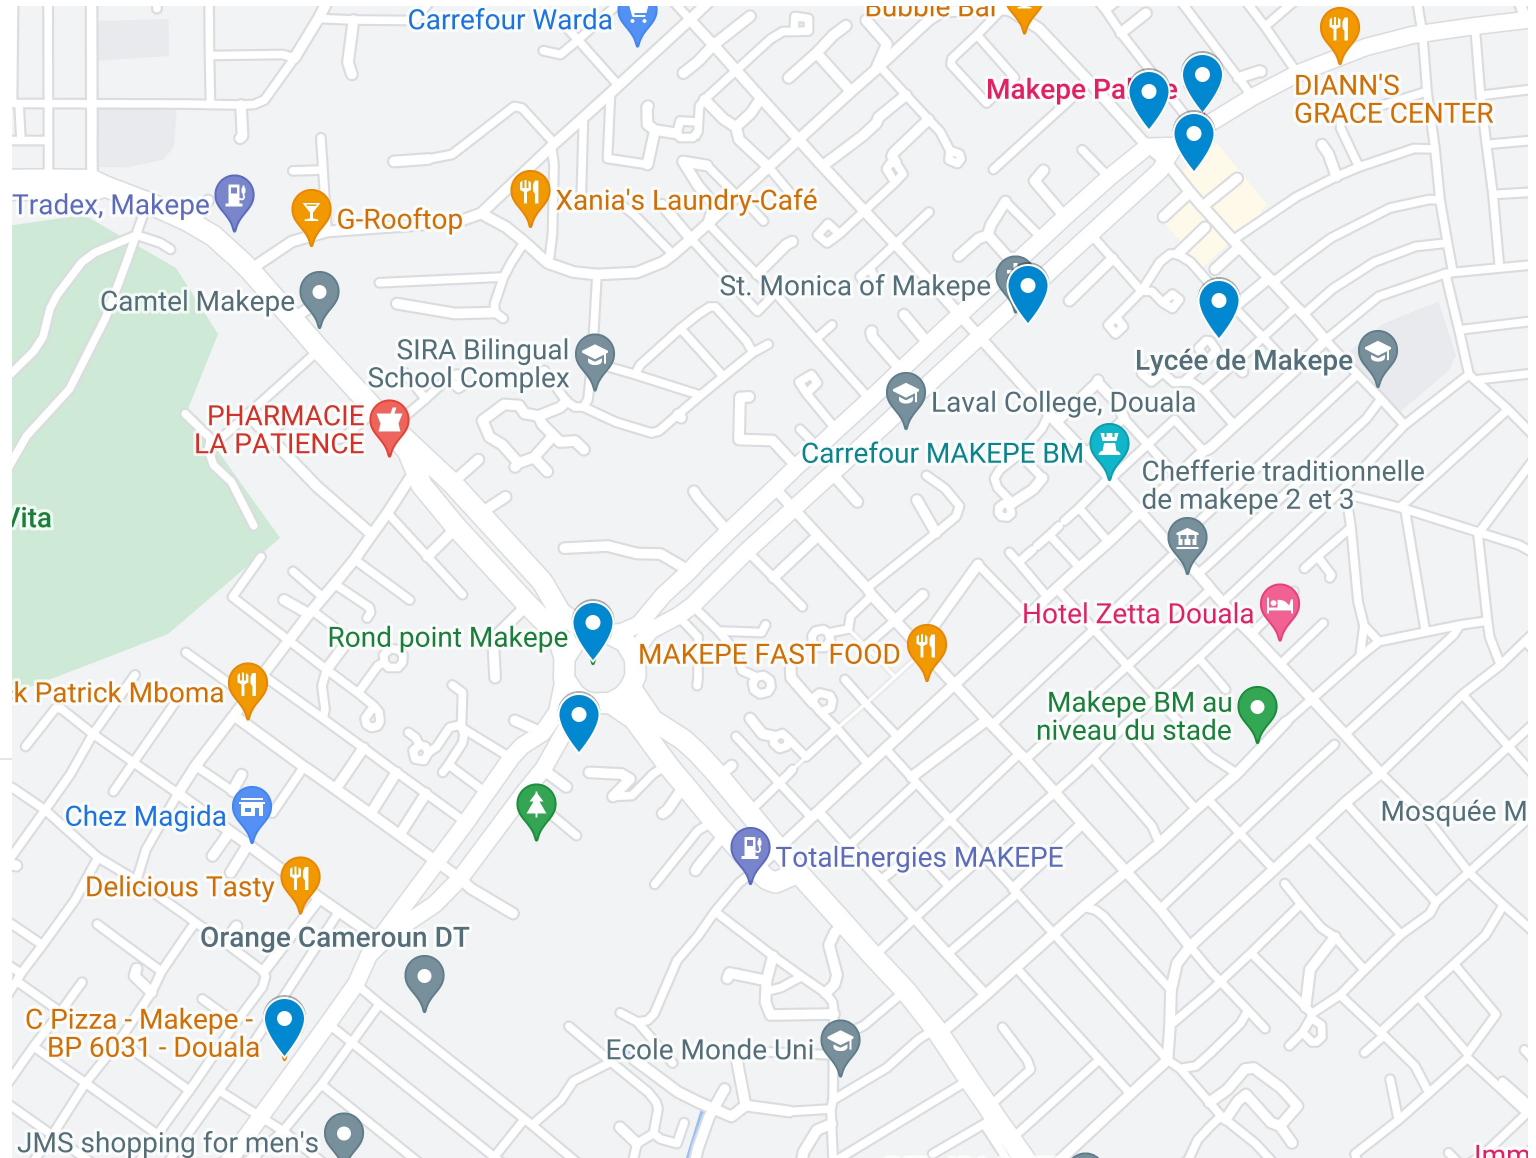 Carrefour Warda
Bubble Bar
DIANN'S
GRACE CENTER
Makepe
Tradex, Makepe
G-Rooftop
Xania's Laundry-Café
Camtel Makepe
St. Monica of Makepe
SIRA Bilingual
School Complex
Lycée de Makepe
PHARMACIE
LA PATIENCE
Laval College, Douala
Carrefour MAKEPE BM
Chefferie traditionnelle
de makepe 2 et 3
Vita
Hotel Zetta Douala
Rond point Makepe
MAKEPE FAST FOOD
k Patrick Mboma
Makepe BM au
niveau du stade
Chez Magida
Mosquée M
TotalEnergies MAKEPE
Delicious Tasty
Orange Cameroun DT
C Pizza - Makepe -
BP 6031 - Douala
Ecole Monde Uni
JMS shopping for men's
Imm